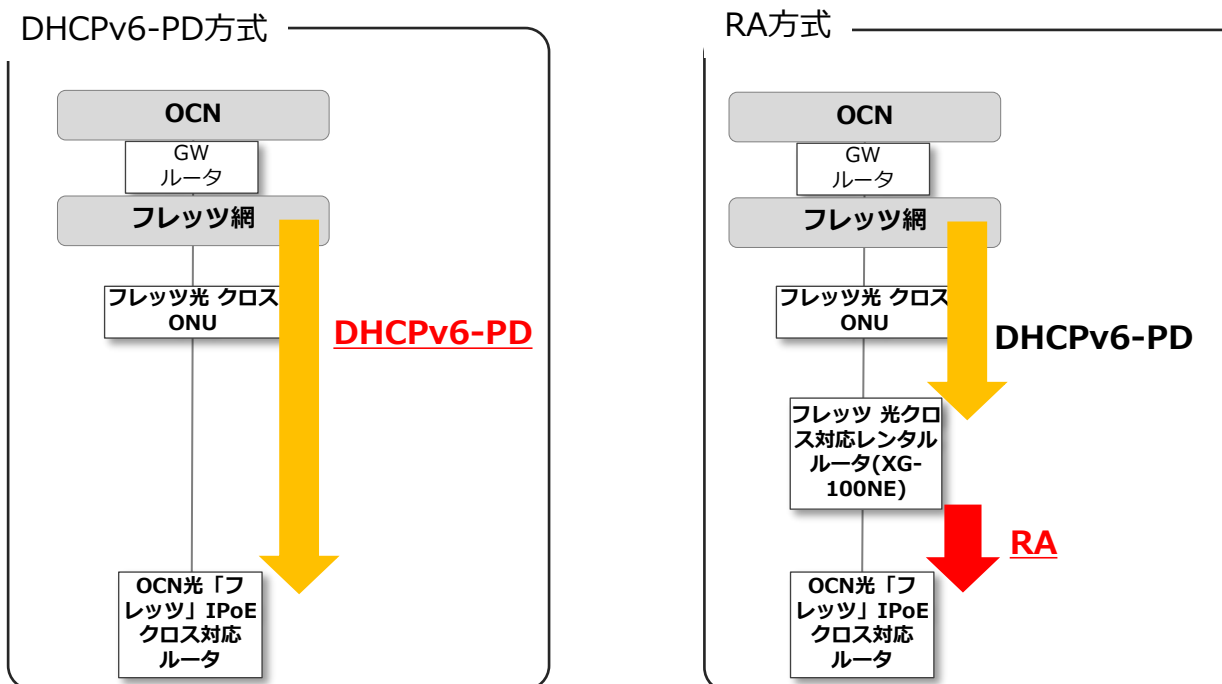 DHCPv6-PD方式
OCN
GW
ルータ
フレッツ網
フレッツ光 クロス
ONU
DHCPv6-PD
OCN光「フ
レッツ」IPoE
クロス対応
ルータ
RA方式
OCN
GW
ルータ
フレッツ網
フレッツ光 クロス
ONU
DHCPv6-PD
フレッツ 光クロ
ス対応レンタル
ルータ(XG-
100NE)
RA
OCN光「フ
レッツ」IPoE
クロス対応
ルータ